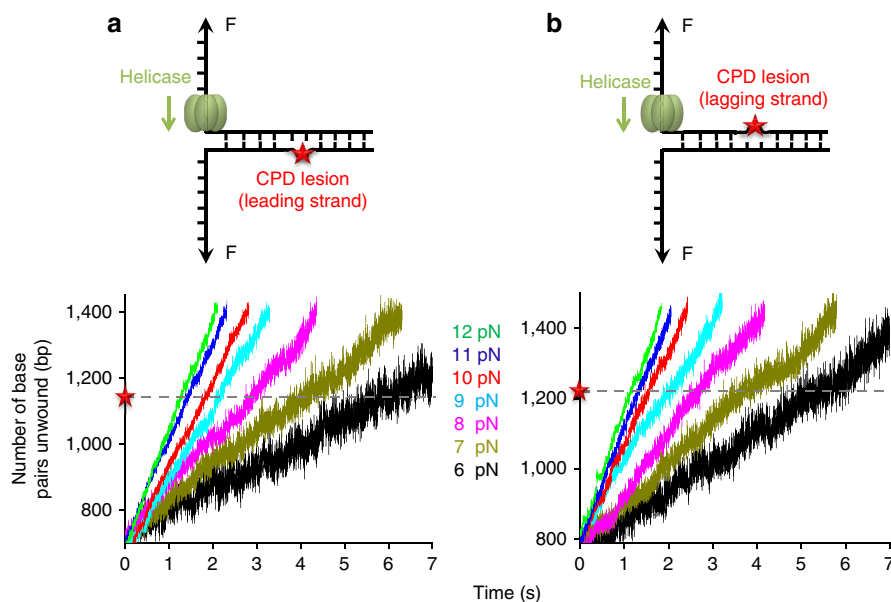 a
F
Helicase
CPD lesion
(leading strand)
F
b
F
Helicase
CPD lesion
(lagging strand)
F
Number of base
pairs unwound (bp)
1,400
1,200
1,000
800
0 1 2 3 4 5 6 7
12 pN
11 pN
10 pN
9 pN
8 pN
7 pN
6 pN
1,400
1,200
1,000
800
0 1 2 3 4 5 6 7
Time (s)